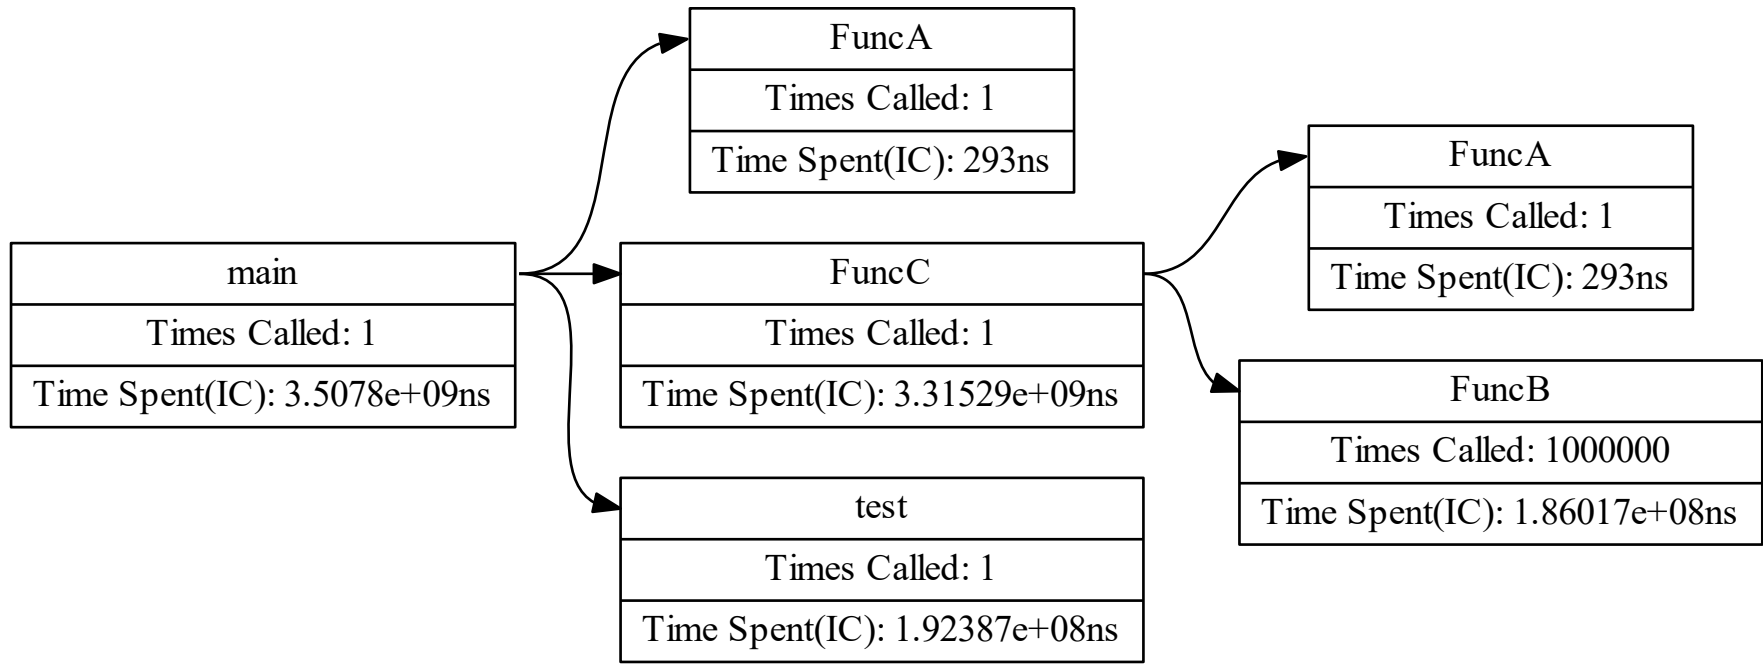 main
Times Called: 1
Time Spent(IC): 3.5078e+09ns
FuncA
Times Called: 1
Time Spent(IC): 293ns
FuncC
Times Called: 1
Time Spent(IC): 3.31529e+09ns
test
Times Called: 1
Time Spent(IC): 1.92387e+08ns
FuncA
Times Called: 1
Time Spent(IC): 293ns
FuncB
Times Called: 1000000
Time Spent(IC): 1.86017e+08ns